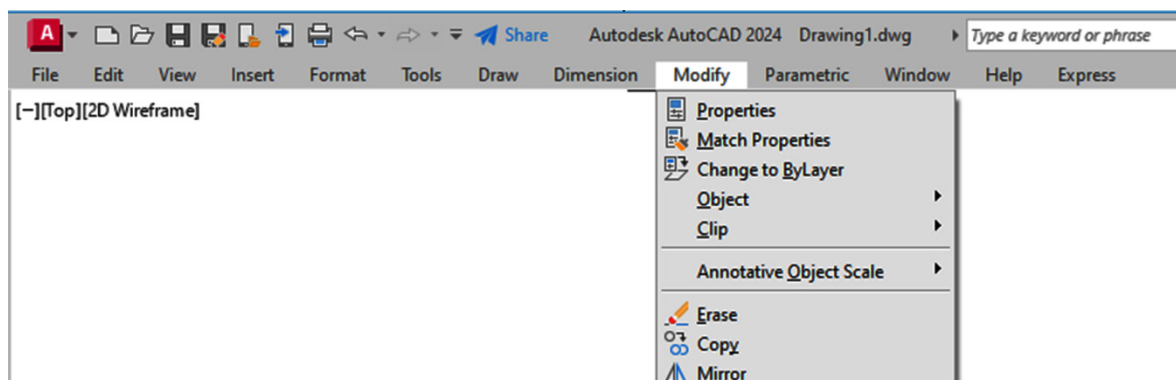 A Share Autodesk AutoCAD 2024 Drawing1.dwg Type a keyword or phrase
File Edit View Insert Format Tools Draw Dimension Modify Parametric Window Help Express
[−][Top][2D Wireframe]
Properties
Match Properties
Change to ByLayer
Object
Clip
Annotative Object Scale
Erase
Copy
Mirror